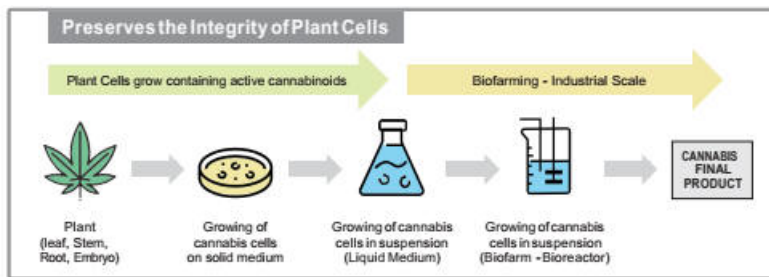 Preserves the Integrity of Plant Cells
Plant Cells grow containing active cannabinoids
Biofarming - Industrial Scale
CANNABIS
FINAL
PRODUCT
Plant
(leaf, Stem,
Root, Embryo)
Growing of
cannabis cells
on solid medium
Growing of cannabis
cells in suspension
(Liquid Medium)
Growing of cannabis
cells in suspension
(Biofarm -Bioreactor)